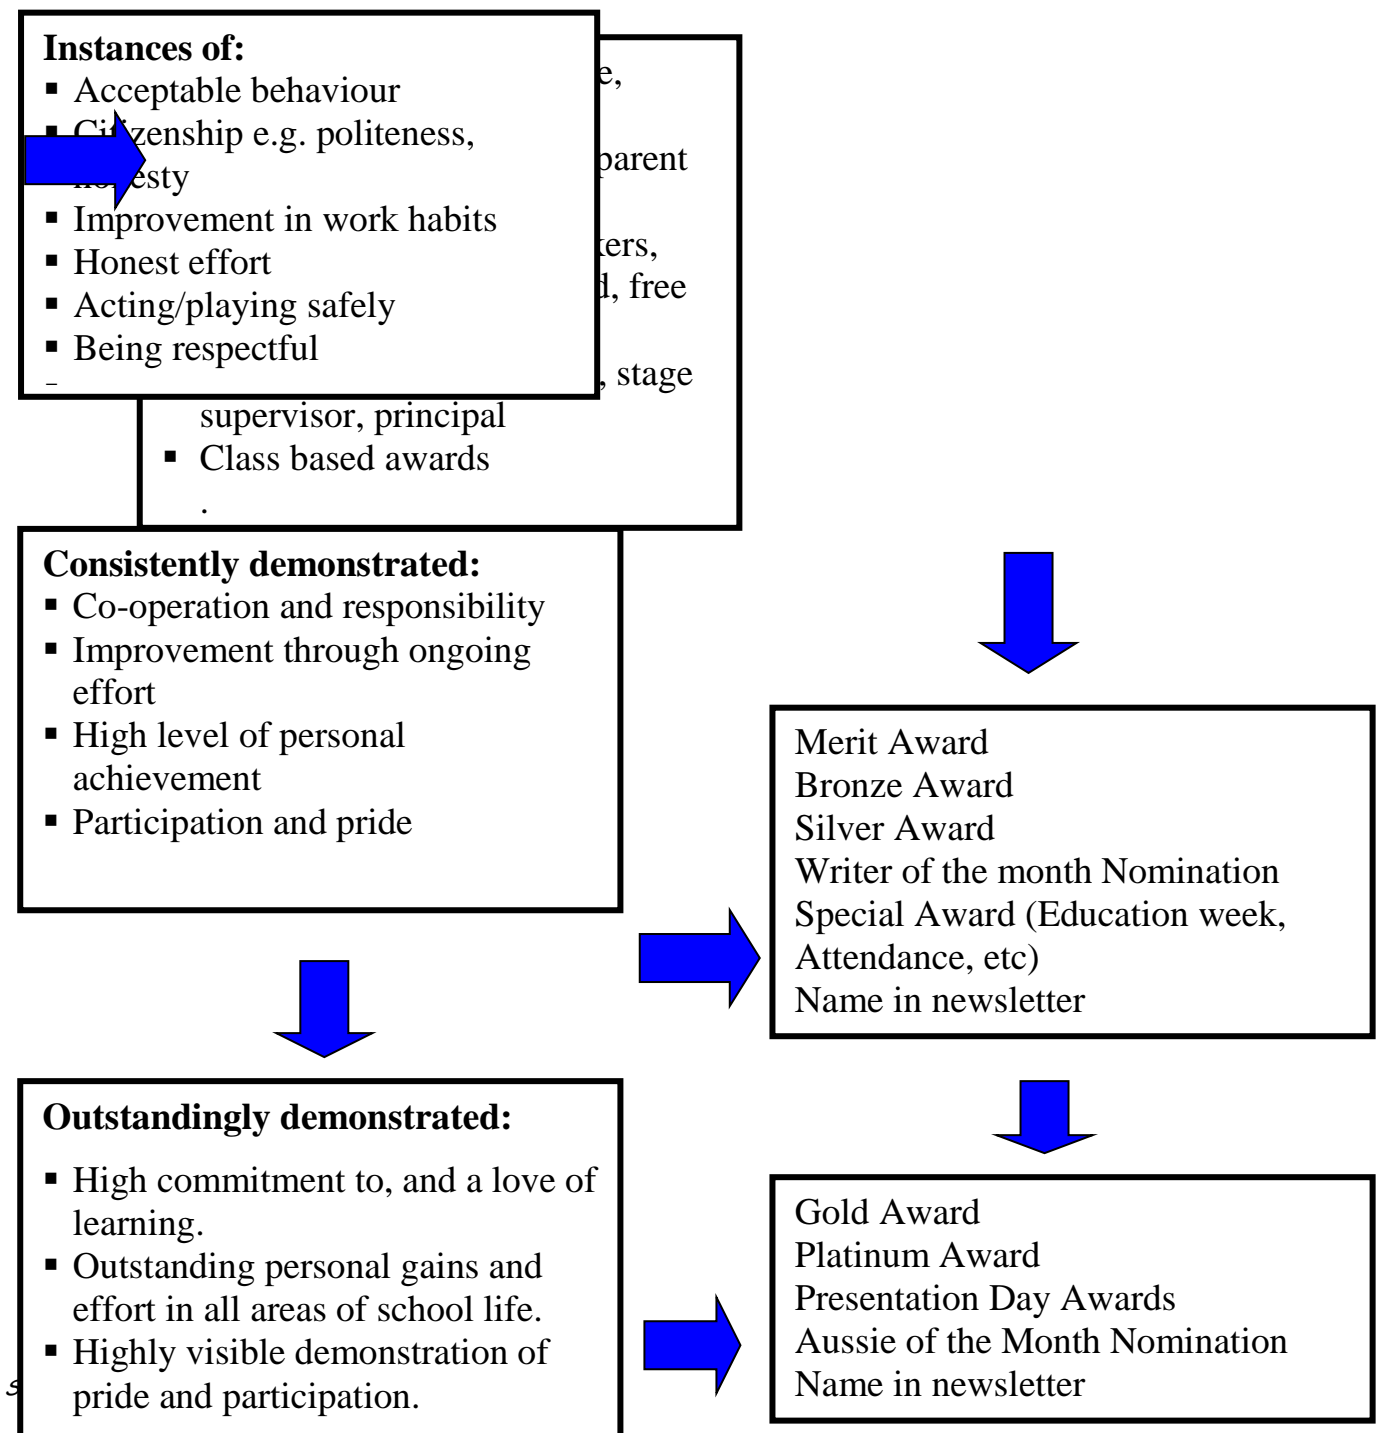 Instances of:
▪ Acceptable behaviour
▪ Citizenship e.g. politeness,
honesty
▪ Improvement in work habits
▪ Honest effort
▪ Acting/playing safely
▪ Being respectful
parent
free
, stage
supervisor, principal
▪ Class based awards
.
Consistently demonstrated:
▪ Co-operation and responsibility
▪ Improvement through ongoing
effort
▪ High level of personal
achievement
▪ Participation and pride
Merit Award
Bronze Award
Silver Award
Writer of the month Nomination
Special Award (Education week,
Attendance, etc)
Name in newsletter
Outstandingly demonstrated:
▪ High commitment to, and a love of
learning.
▪ Outstanding personal gains and
effort in all areas of school life.
▪ Highly visible demonstration of
pride and participation.
Gold Award
Platinum Award
Presentation Day Awards
Aussie of the Month Nomination
Name in newsletter